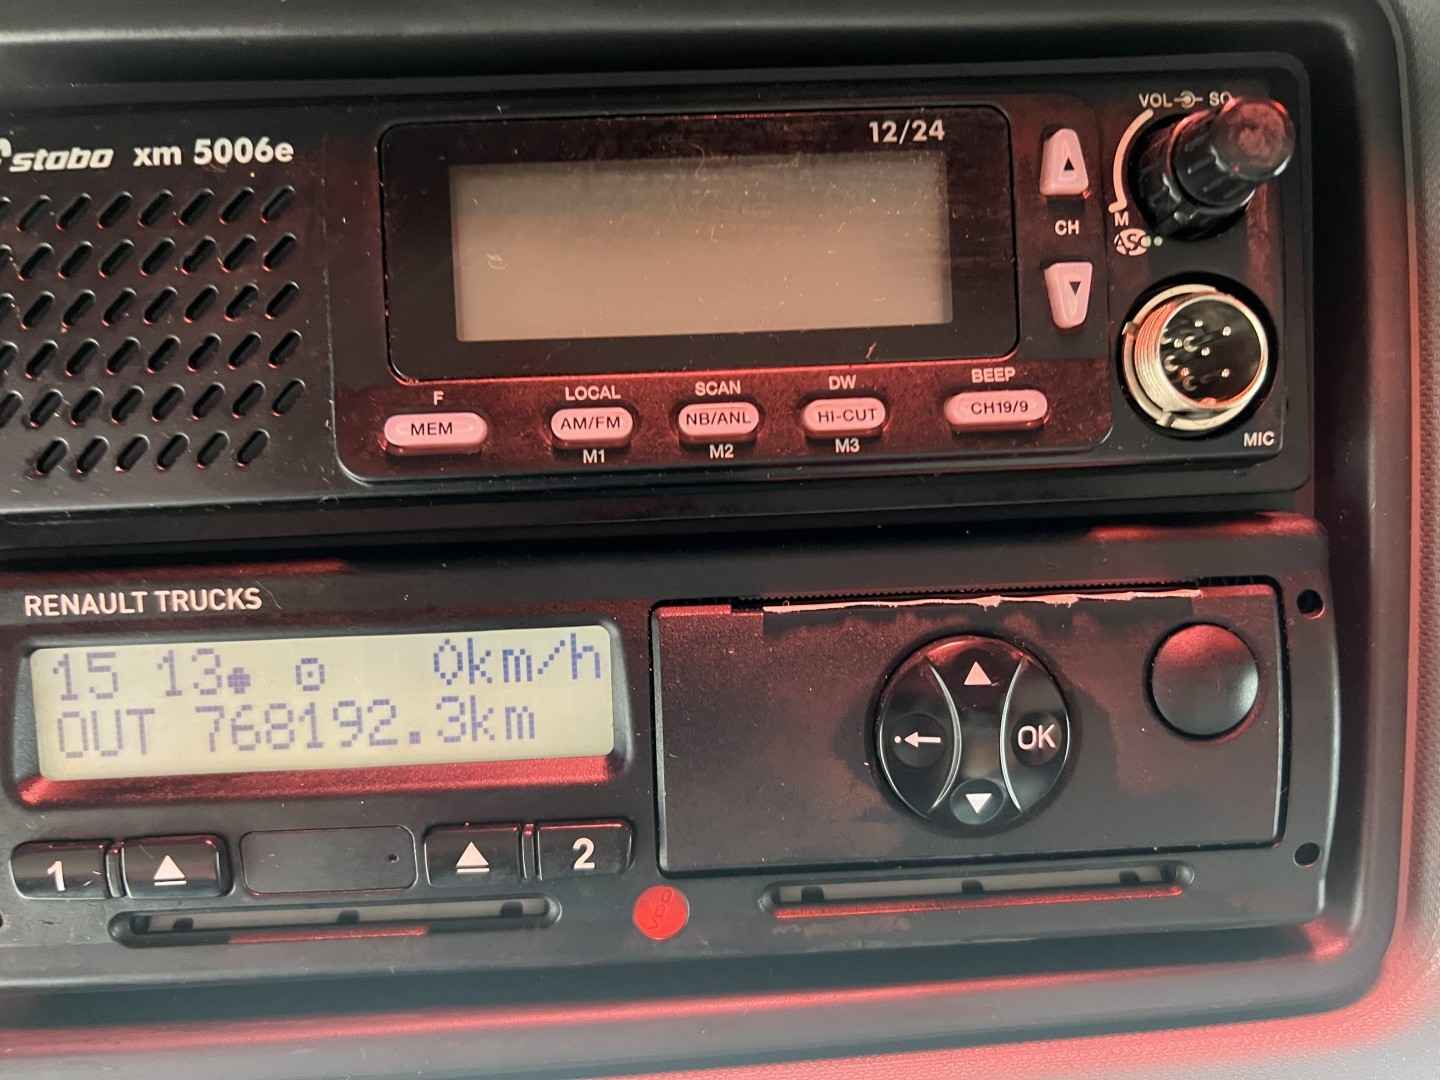 stabo xm 5006e
12/24
VOL SQ
CH
M
ASC
F
LOCAL
SCAN
DW
BEEP
MEM
AM/FM
NB/ANL
HI-CUT
CH19/9
M1
M2
M3
MIC
RENAULT TRUCKS
15 13 0km/h
OUT 768192.3km
OK
1
2